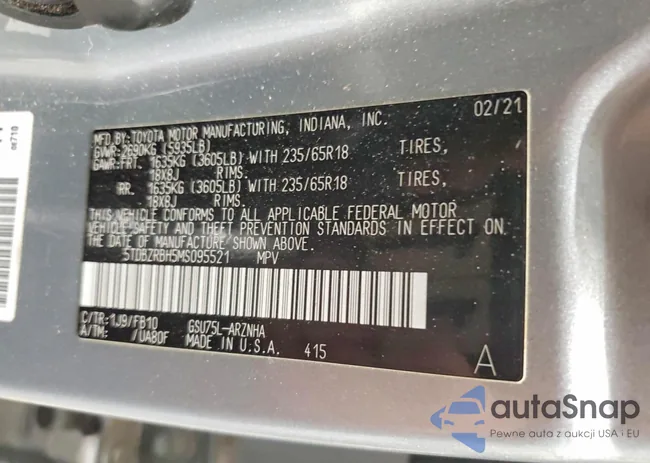 02/21
MFD. BY: TOYOTA MOTOR MANUFACTURING, INDIANA, INC.
GVWR: 2690KG (5935LB)
GAWR: FRT. 1635KG (3605LB) WITH 235/65R18 TIRES,
18X8J RIMS.
RR. 1635KG (3605LB) WITH 235/65R18 TIRES,
18X8J RIMS.
THIS VEHICLE CONFORMS TO ALL APPLICABLE FEDERAL MOTOR
VEHICLE SAFETY AND THEFT PREVENTION STANDARDS IN EFFECT ON
THE DATE OF MANUFACTURE SHOWN ABOVE.
5TDBZRBH5MS095521 MPV
C/TR: 1J9/FB10 GSU75L-ARZNHA
A/TM: /UA80F MADE IN U.S.A. 415
A
autaSnap
Pewne auta z aukcji USA i EU